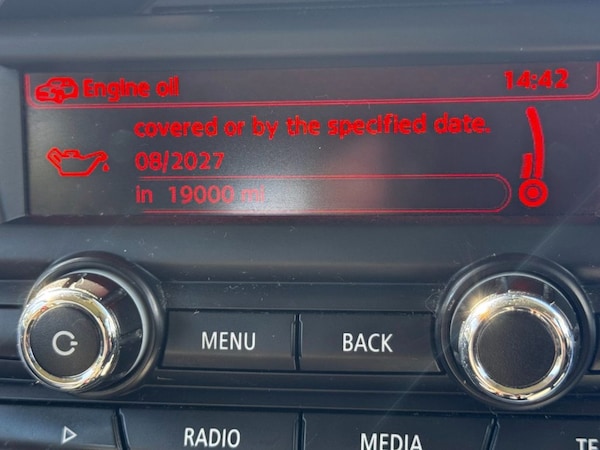 Engine oil 14:42
covered or by the specified date.
08/2027
in 19000 mi
MENU BACK
RADIO MEDIA TE